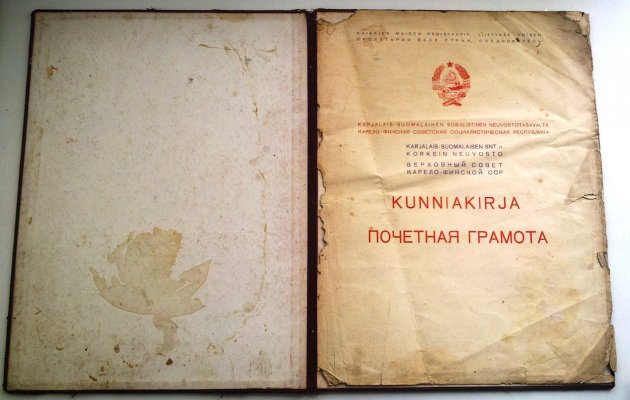 KAIKKIEN MAIDEN PROLETAARIT, LIITTYKÄÄ YHTEEN!
ПРОЛЕТАРИИ ВСЕХ СТРАН, СОЕДИНЯЙТЕСЬ!
KARJALAIS-SUOMALAINEN SOSIALISTINEN NEUVOSTOTASAVALTA
КАРЕЛО-ФИНСКАЯ СОВЕТСКАЯ СОЦИАЛИСТИЧЕСКАЯ РЕСПУБЛИКА
KARJALAIS-SUOMALAISEN SNT:n
KORKEIN NEUVOSTO
ВЕРХОВНЫЙ СОВЕТ
КАРЕЛО-ФИНСКОЙ ССР
KUNNIAKIRJA
ПОЧЕТНАЯ ГРАМОТА